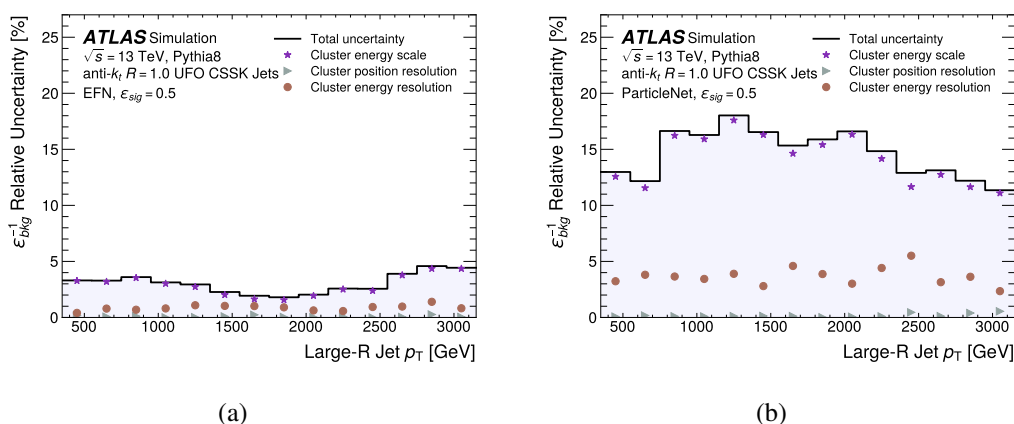 25
20
15
10
5
0
ε⁻¹bkg Relative Uncertainty [%]
ATLAS Simulation
√s = 13 TeV, Pythia8
anti-kt R = 1.0 UFO CSSK Jets
EFN, εsig = 0.5
Total uncertainty
Cluster energy scale
Cluster position resolution
Cluster energy resolution
500 1000 1500 2000 2500 3000
Large-R Jet pT [GeV]
(a)
25
20
15
10
5
0
ε⁻¹bkg Relative Uncertainty [%]
ATLAS Simulation
√s = 13 TeV, Pythia8
anti-kt R = 1.0 UFO CSSK Jets
ParticleNet, εsig = 0.5
Total uncertainty
Cluster energy scale
Cluster position resolution
Cluster energy resolution
500 1000 1500 2000 2500 3000
Large-R Jet pT [GeV]
(b)